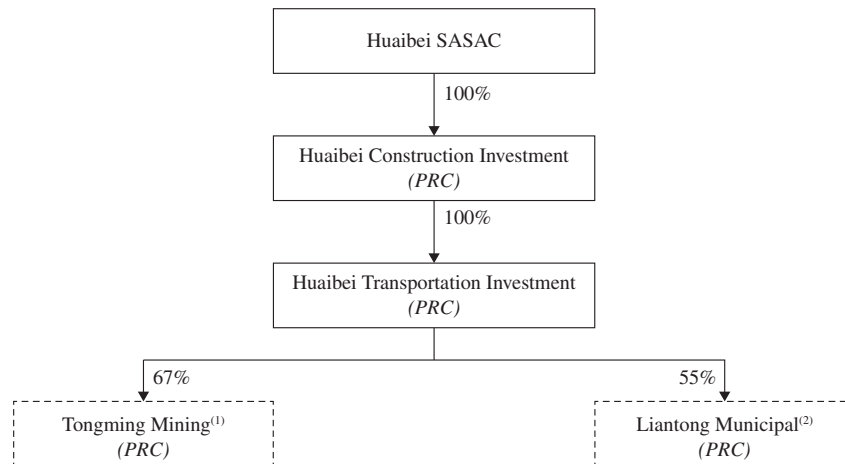 Huaibei SASAC
100%
Huaibei Construction Investment
(PRC)
100%
Huaibei Transportation Investment
(PRC)
67%
55%
Tongming Mining(1)
(PRC)
Liantong Municipal(2)
(PRC)